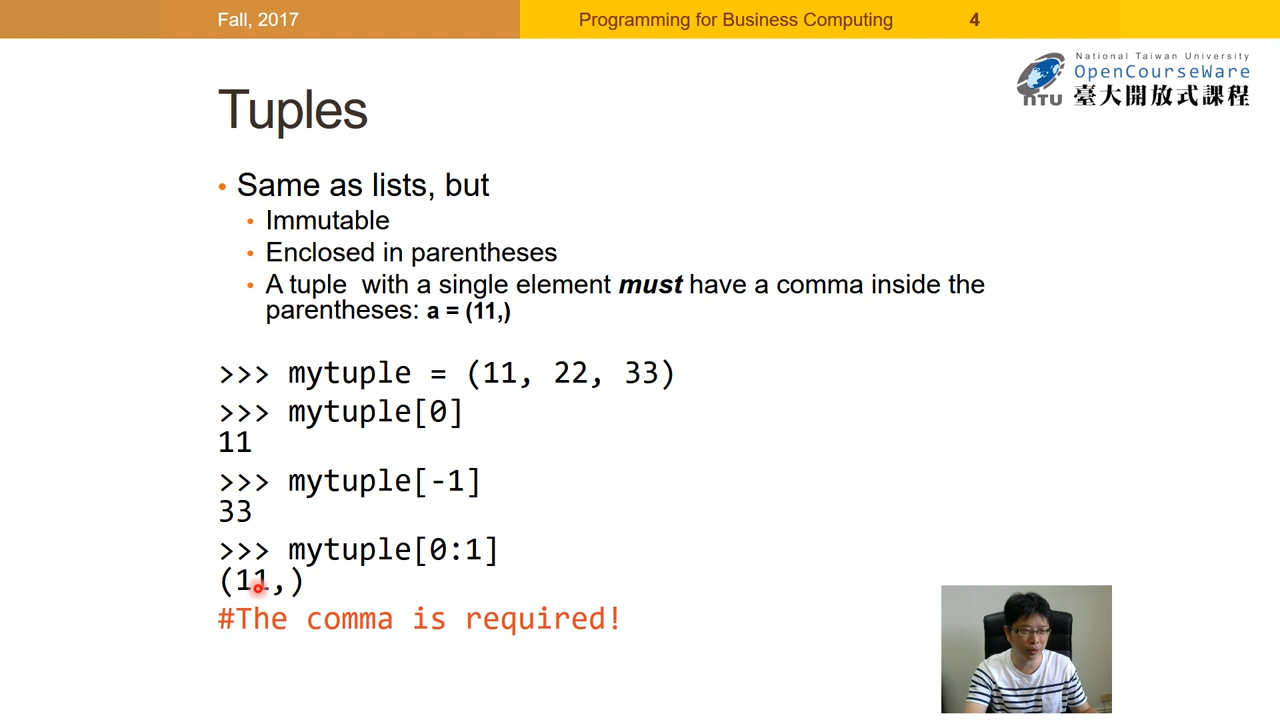 Fall, 2017
Programming for Business Computing
4
National Taiwan University
OpenCourseWare
臺大開放式課程
NTU
Tuples
• Same as lists, but
• Immutable
• Enclosed in parentheses
• A tuple with a single element must have a comma inside the
parentheses: a = (11,)
>>> mytuple = (11, 22, 33)
>>> mytuple[0]
11
>>> mytuple[-1]
33
>>> mytuple[0:1]
(11,)
#The comma is required!